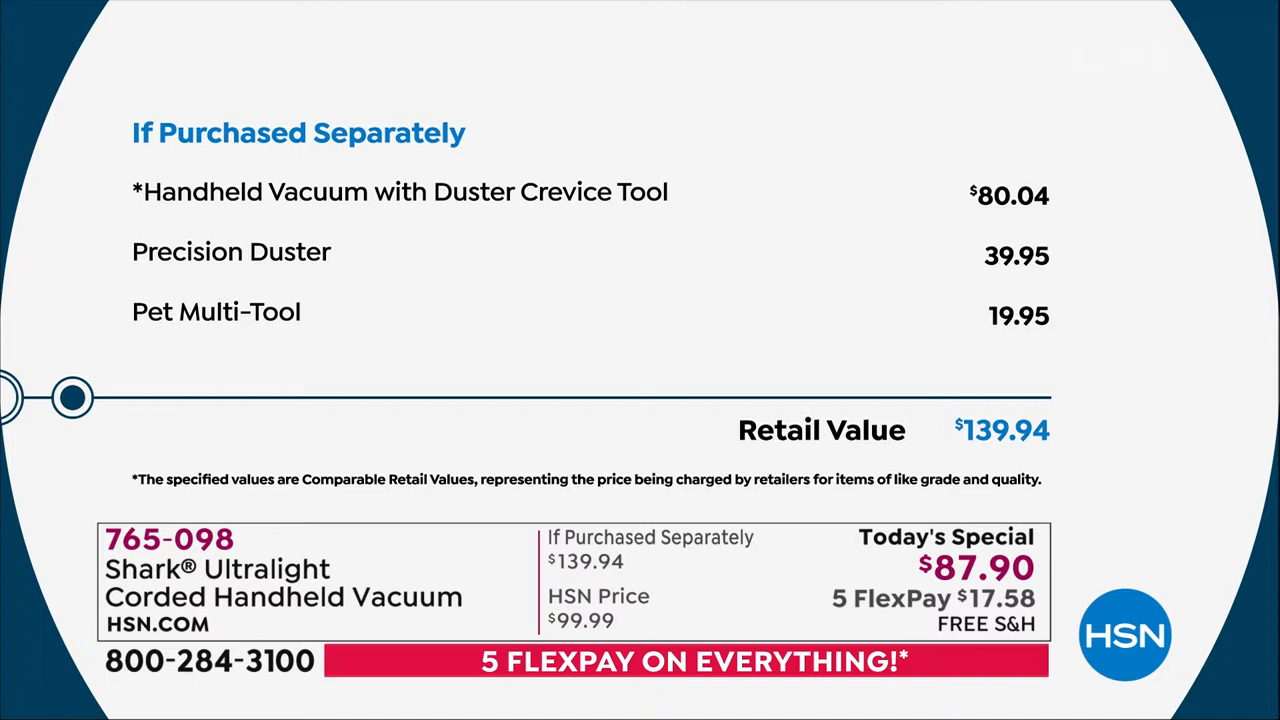 If Purchased Separately
*Handheld Vacuum with Duster Crevice Tool $80.04
Precision Duster 39.95
Pet Multi-Tool 19.95
Retail Value $139.94
*The specified values are Comparable Retail Values, representing the price being charged by retailers for items of like grade and quality.
765-098
Shark® Ultralight
Corded Handheld Vacuum
HSN.COM
If Purchased Separately
$139.94
HSN Price
$99.99
Today's Special
$87.90
5 FlexPay $17.58
FREE S&H
HSN
800-284-3100
5 FLEXPAY ON EVERYTHING!*